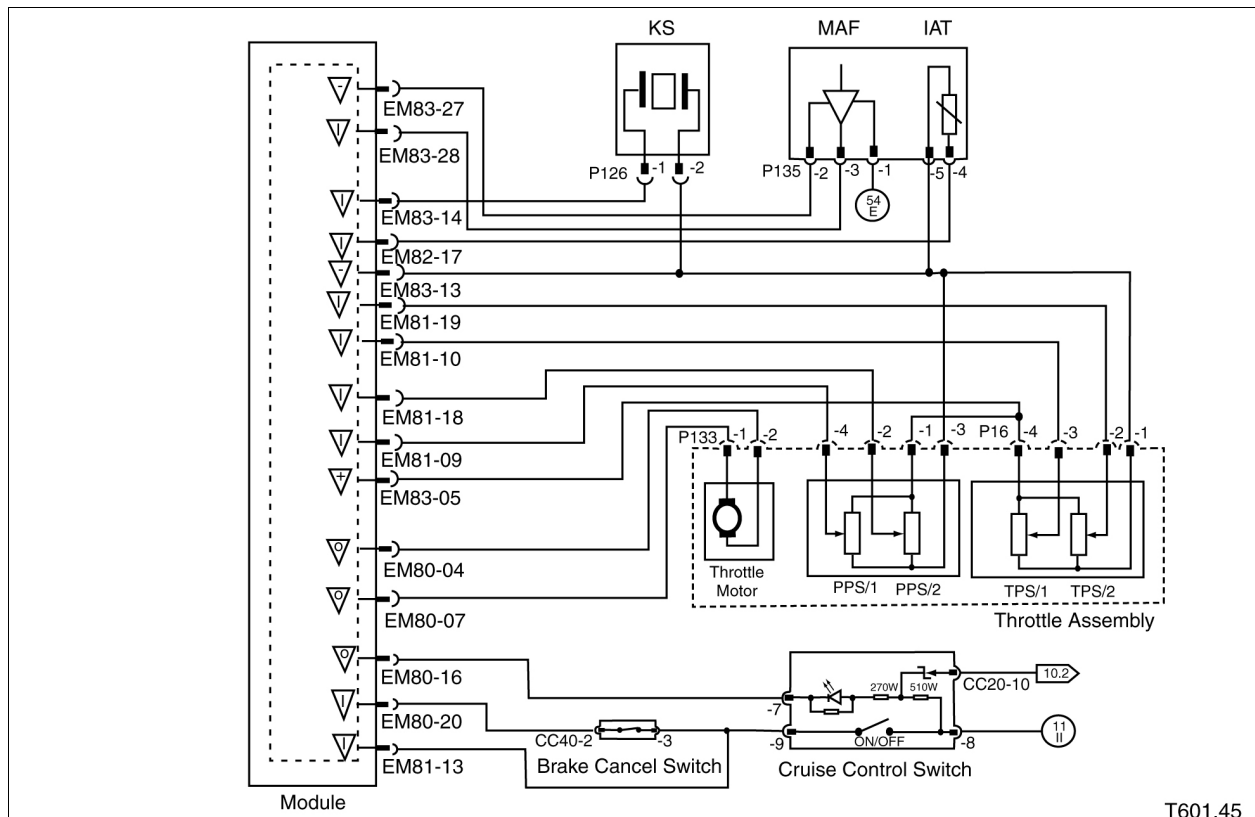 KS
MAF
IAT
-
EM83-27
I
EM83-28
P126
-1
-2
P135
-2
-3
-1
-5
-4
54
E
I
EM83-14
I
EM82-17
-
EM83-13
I
EM81-19
I
EM81-10
I
EM81-18
I
EM81-09
+
EM83-05
P133
-1
-2
-4
-2
-1
-3
P16
-4
-3
-2
-1
O
EM80-04
O
EM80-07
Throttle
Motor
PPS/1
PPS/2
TPS/1
TPS/2
Throttle Assembly
O
EM80-16
I
EM80-20
I
EM81-13
CC40-2
-3
Brake Cancel Switch
-7
-9
270W
510W
ON/OFF
-8
CC20-10
10.2
11
II
Cruise Control Switch
Module
T601.45